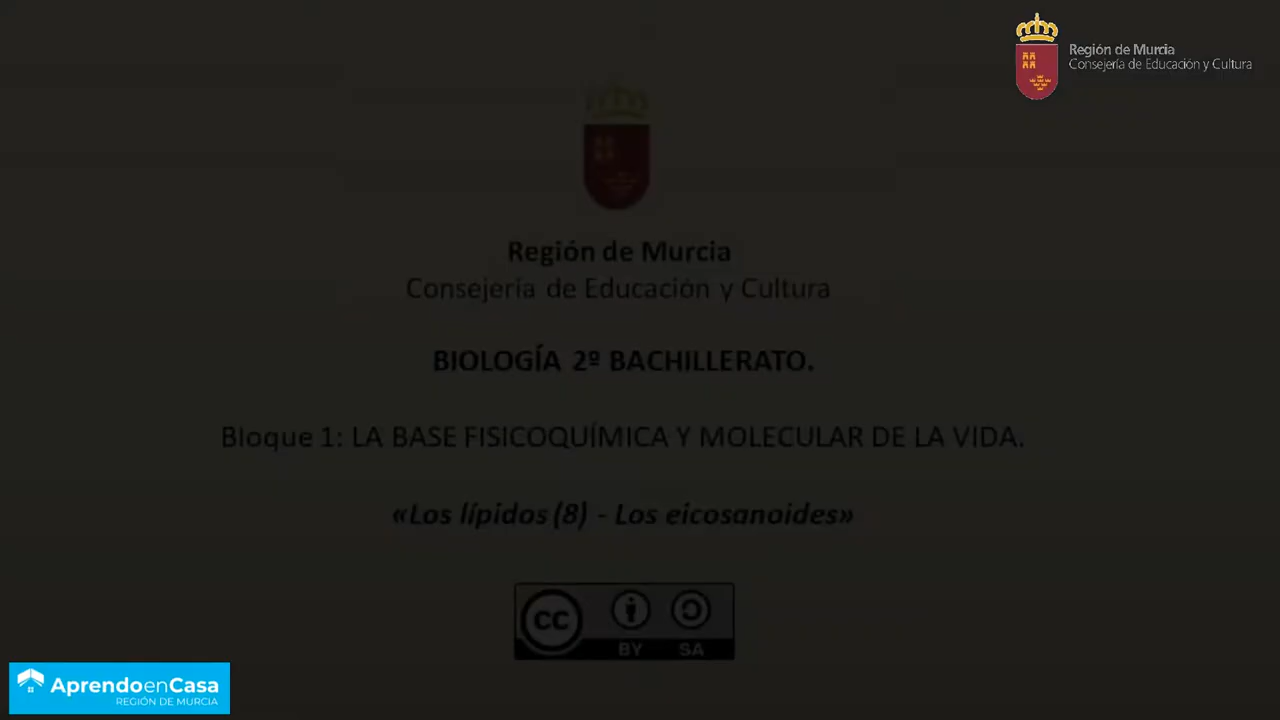 Región de Murcia
Consejería de Educación y Cultura
Región de Murcia
Consejería de Educación y Cultura
BIOLOGÍA 2º BACHILLERATO.
Bloque 1: LA BASE FISICOQUÍMICA Y MOLECULAR DE LA VIDA.
«Los lípidos (8) - Los eicosanoides»
CC
BY SA
AprendoenCasa
REGIÓN DE MURCIA